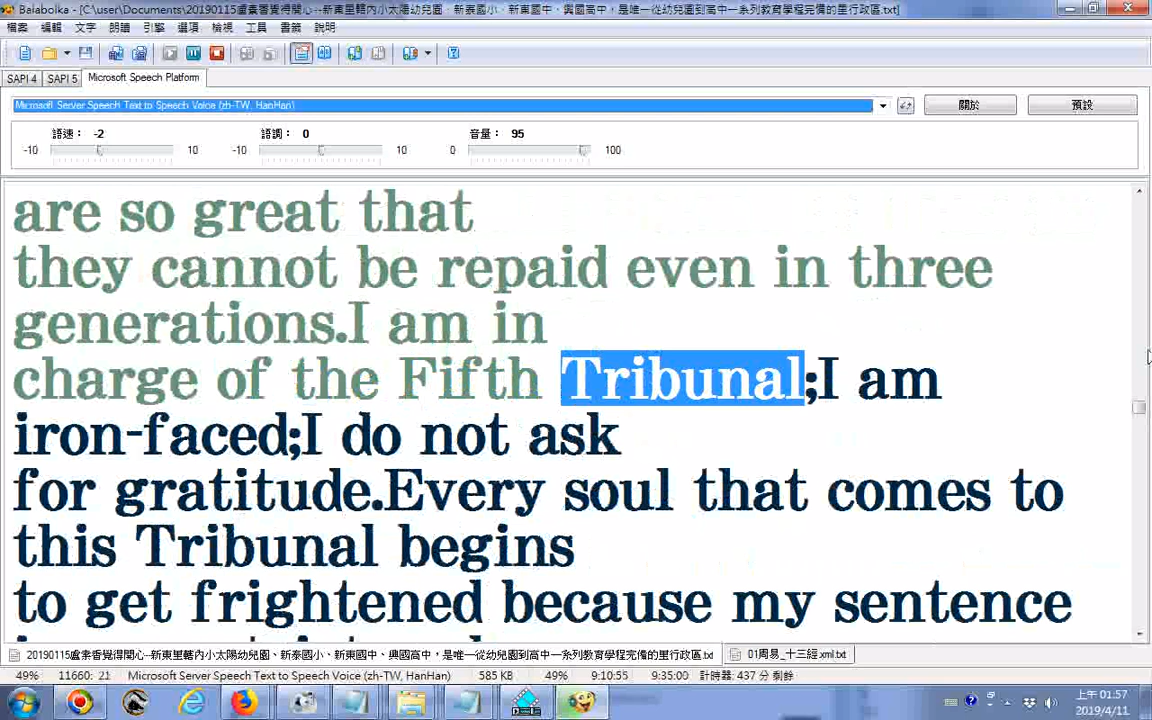 Balabolka - [C:\user\Documents\20190115盧素香覺得開心--新東里轄內小太陽幼兒園、新泰國小、新東國中、興國高中，是唯一從幼兒園到高中一系列教育學程完備的里行政區.txt]
檔案 編輯 文字 朗讀 引擎 選項 檢視 工具 書籤 說明
SAPI 4 SAPI 5 Microsoft Speech Platform
Microsoft Server Speech Text to Speech Voice (zh-TW, HanHan) 關於 預設
語速： -2 語調： 0 音量： 95
-10 10 -10 10 0 100
are so great that
they cannot be repaid even in three
generations.I am in
charge of the Fifth Tribunal;I am
iron-faced;I do not ask
for gratitude.Every soul that comes to
this Tribunal begins
to get frightened because my sentence
20190115盧素香覺得開心--新東里轄內小太陽幼兒園、新泰國小、新東國中、興國高中，是唯一從幼兒園到高中一系列教育學程完備的里行政區.txt 01周易_十三經.xml.txt
49% 11660: 21 Microsoft Server Speech Text to Speech Voice (zh-TW, HanHan) 585 KB 49% 9:10:55 9:35:00 計時器: 437 分 剩餘
上午 01:57
2019/4/11